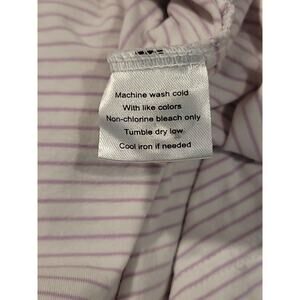 Machine wash cold
With like colors
Non-chlorine bleach only
Tumble dry low
Cool iron if needed